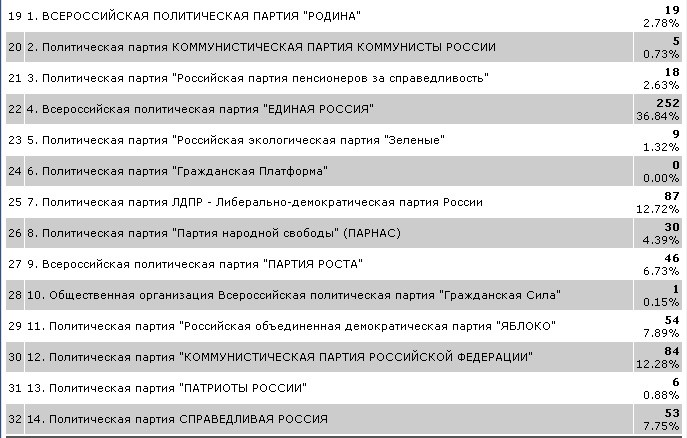 19 1. ВСЕРОССИЙСКАЯ ПОЛИТИЧЕСКАЯ ПАРТИЯ "РОДИНА" 19
2.78%
20 2. Политическая партия КОММУНИСТИЧЕСКАЯ ПАРТИЯ КОММУНИСТЫ РОССИИ 5
0.73%
21 3. Политическая партия "Российская партия пенсионеров за справедливость" 18
2.63%
22 4. Всероссийская политическая партия "ЕДИНАЯ РОССИЯ" 252
36.84%
23 5. Политическая партия "Российская экологическая партия "Зеленые" 9
1.32%
24 6. Политическая партия "Гражданская Платформа" 0
0.00%
25 7. Политическая партия ЛДПР - Либерально-демократическая партия России 87
12.72%
26 8. Политическая партия "Партия народной свободы" (ПАРНАС) 30
4.39%
27 9. Всероссийская политическая партия "ПАРТИЯ РОСТА" 46
6.73%
28 10. Общественная организация Всероссийская политическая партия "Гражданская Сила" 1
0.15%
29 11. Политическая партия "Российская объединенная демократическая партия "ЯБЛОКО" 54
7.89%
30 12. Политическая партия "КОММУНИСТИЧЕСКАЯ ПАРТИЯ РОССИЙСКОЙ ФЕДЕРАЦИИ" 84
12.28%
31 13. Политическая партия "ПАТРИОТЫ РОССИИ" 6
0.88%
32 14. Политическая партия СПРАВЕДЛИВАЯ РОССИЯ 53
7.75%